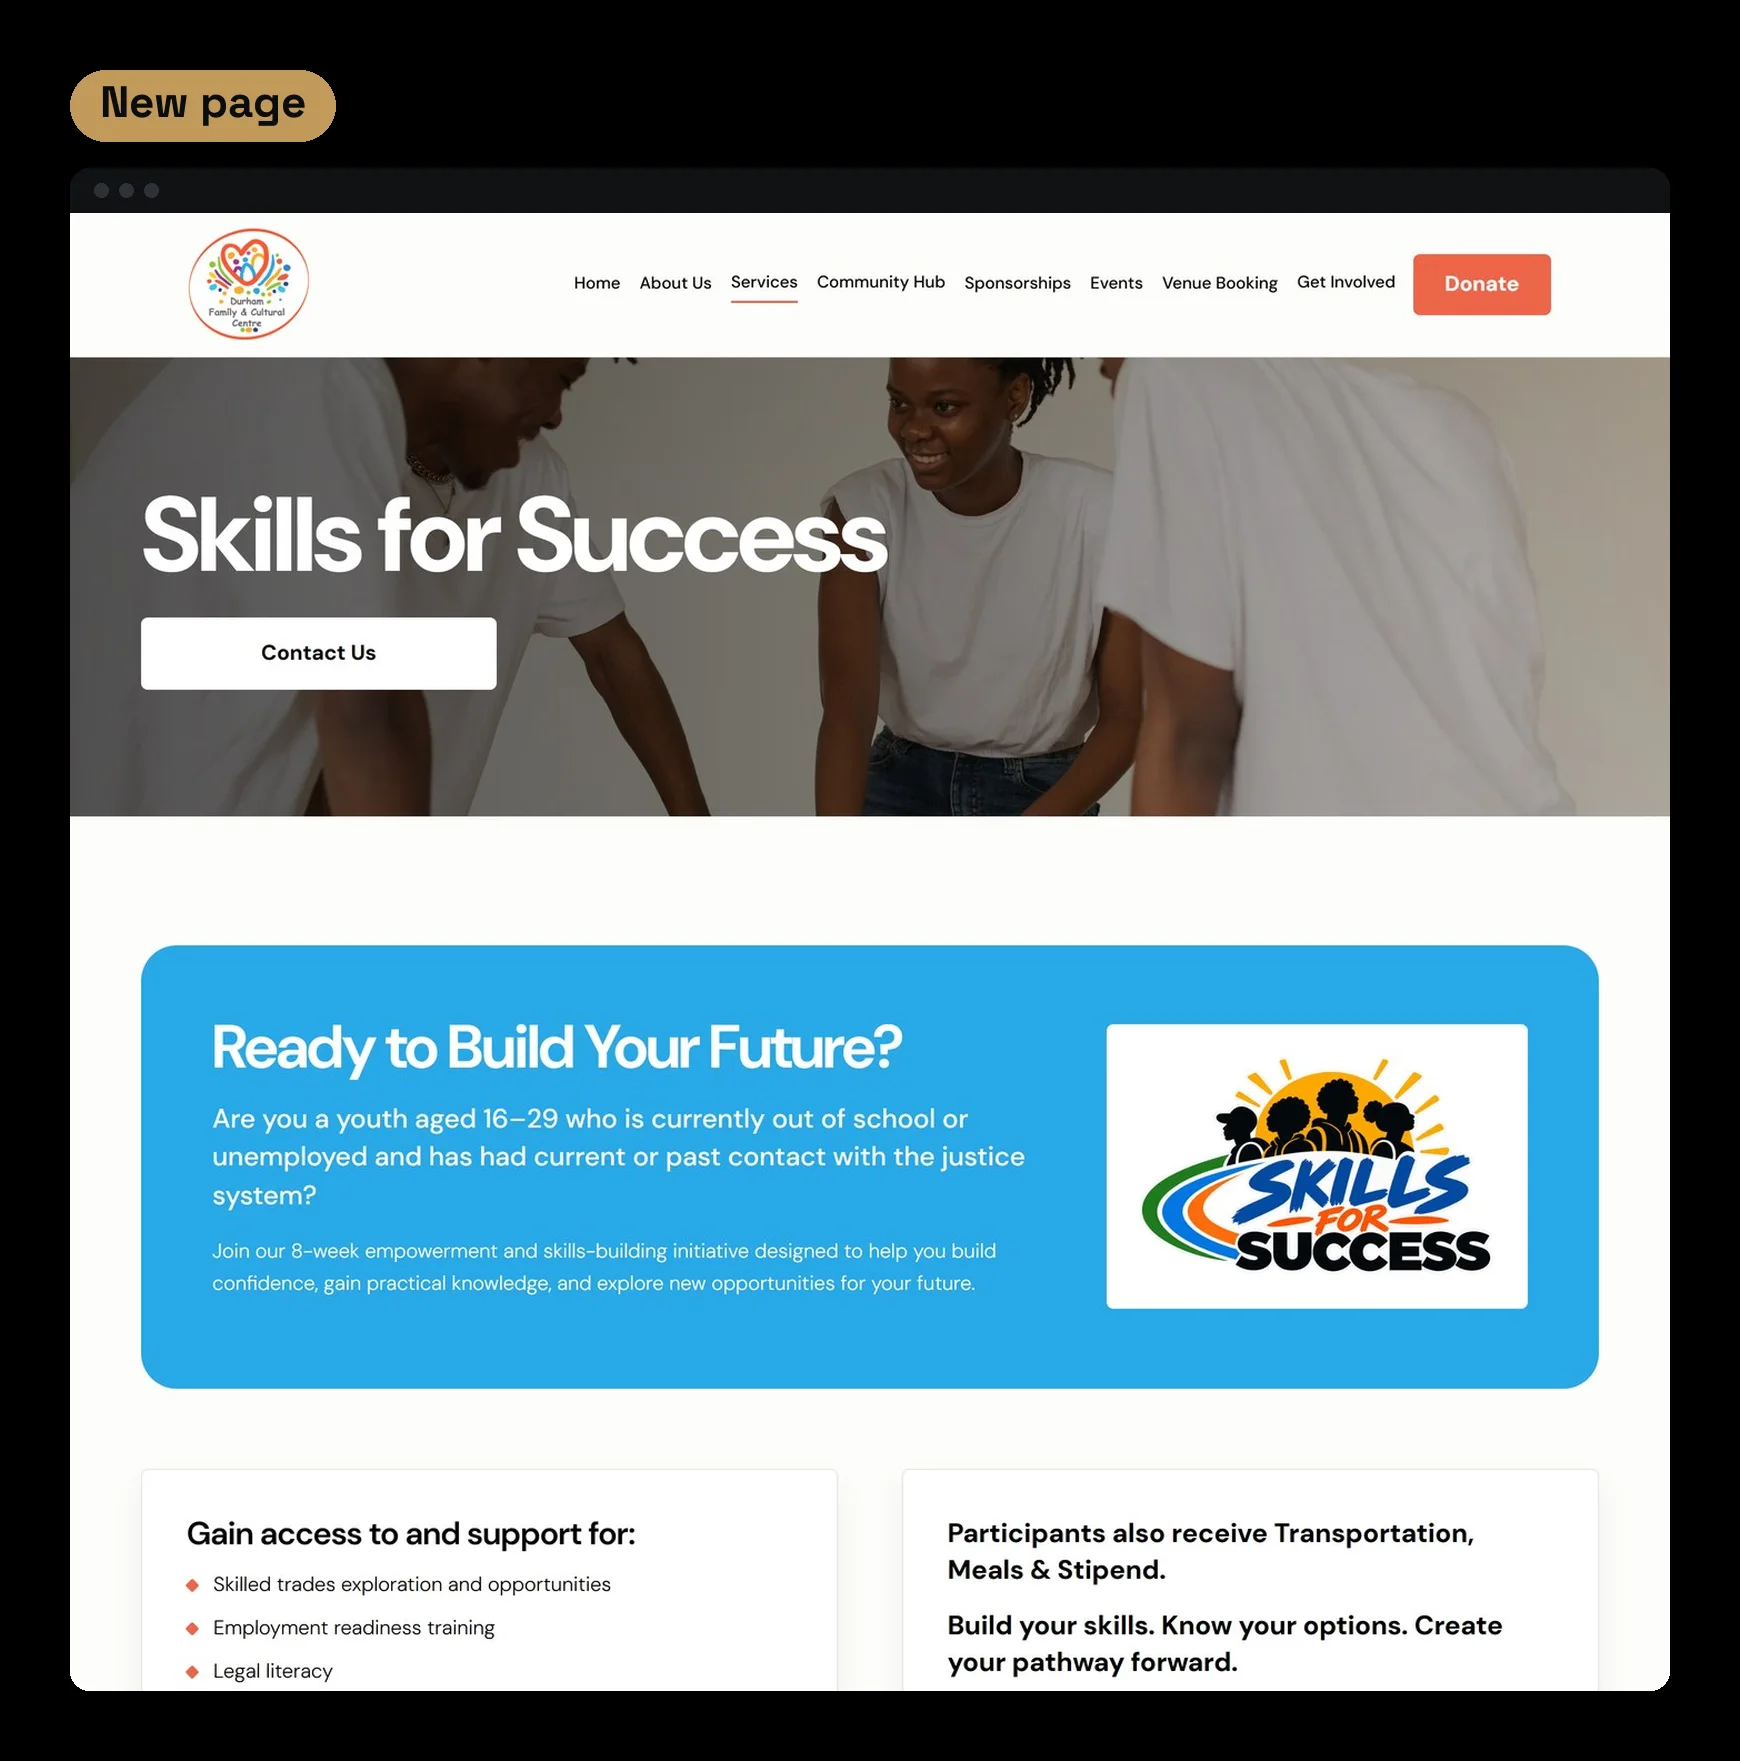 New page
Durham
Family & Cultural
Centre
Home About Us Services Community Hub Sponsorships Events Venue Booking Get Involved Donate
Skills for Success
Contact Us
Ready to Build Your Future?
Are you a youth aged 16–29 who is currently out of school or
unemployed and has had current or past contact with the justice
system?
Join our 8-week empowerment and skills-building initiative designed to help you build
confidence, gain practical knowledge, and explore new opportunities for your future.
SKILLS
FOR
SUCCESS
Gain access to and support for:
Skilled trades exploration and opportunities
Employment readiness training
Legal literacy
Participants also receive Transportation,
Meals & Stipend.
Build your skills. Know your options. Create
your pathway forward.